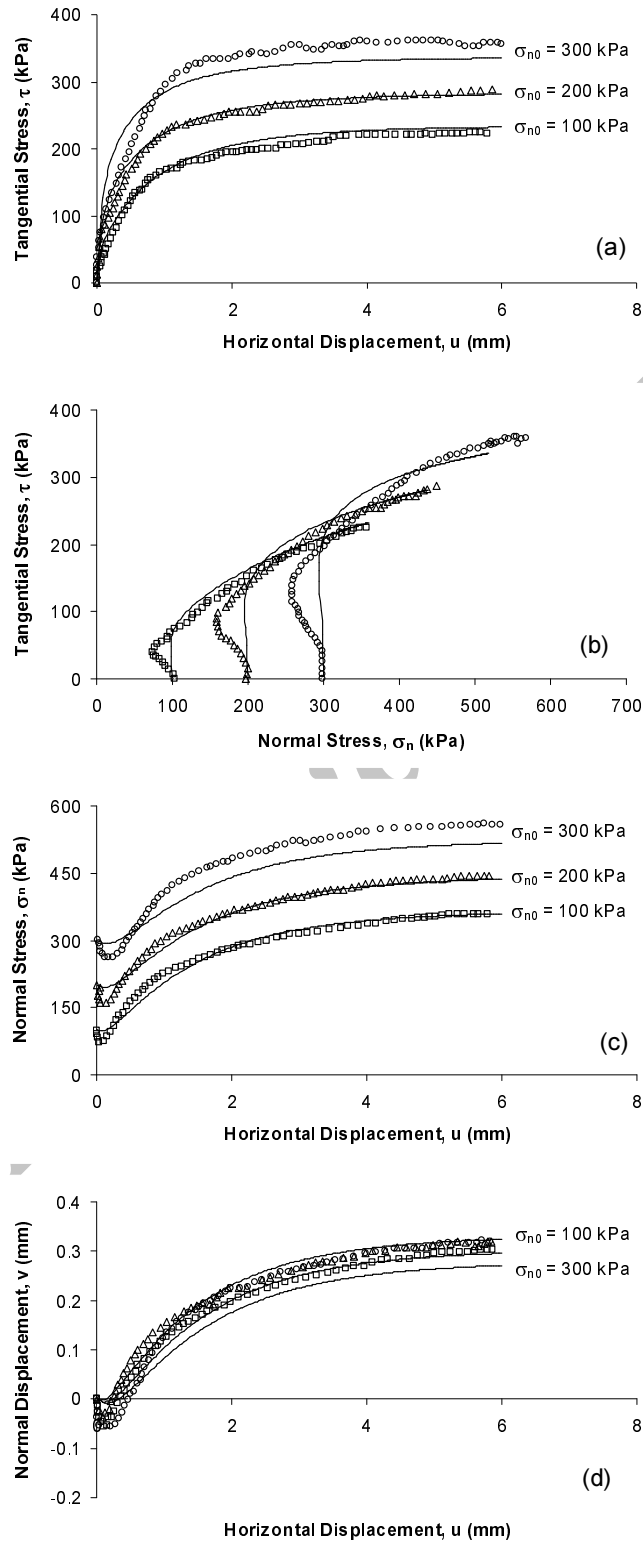 400
300
200
100
0
Tangential Stress, τ (kPa)
σn0 = 300 kPa
σn0 = 200 kPa
σn0 = 100 kPa
(a)
0 2 4 6 8
Horizontal Displacement, u (mm)
400
300
200
100
0
Tangential Stress, τ (kPa)
(b)
0 100 200 300 400 500 600 700
Normal Stress, σn (kPa)
600
450
300
150
0
Normal Stress, σn (kPa)
σn0 = 300 kPa
σn0 = 200 kPa
σn0 = 100 kPa
(c)
0 2 4 6 8
Horizontal Displacement, u (mm)
0.4
0.3
0.2
0.1
0
-0.1
-0.2
Normal Displacement, v (mm)
σn0 = 100 kPa
σn0 = 300 kPa
0 2 4 6 8
(d)
Horizontal Displacement, u (mm)